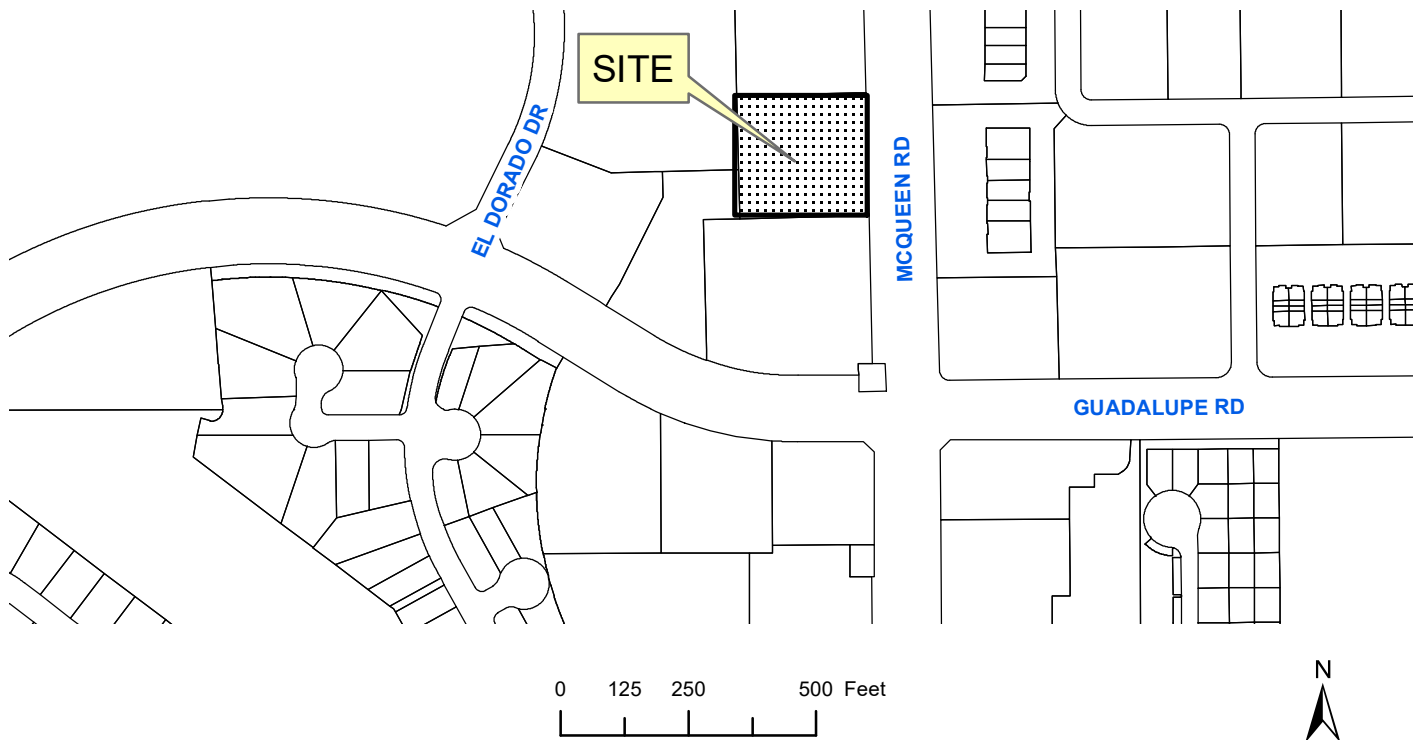 SITE
EL DORADO DR
MCQUEEN RD
GUADALUPE RD
0 125 250 500 Feet
N